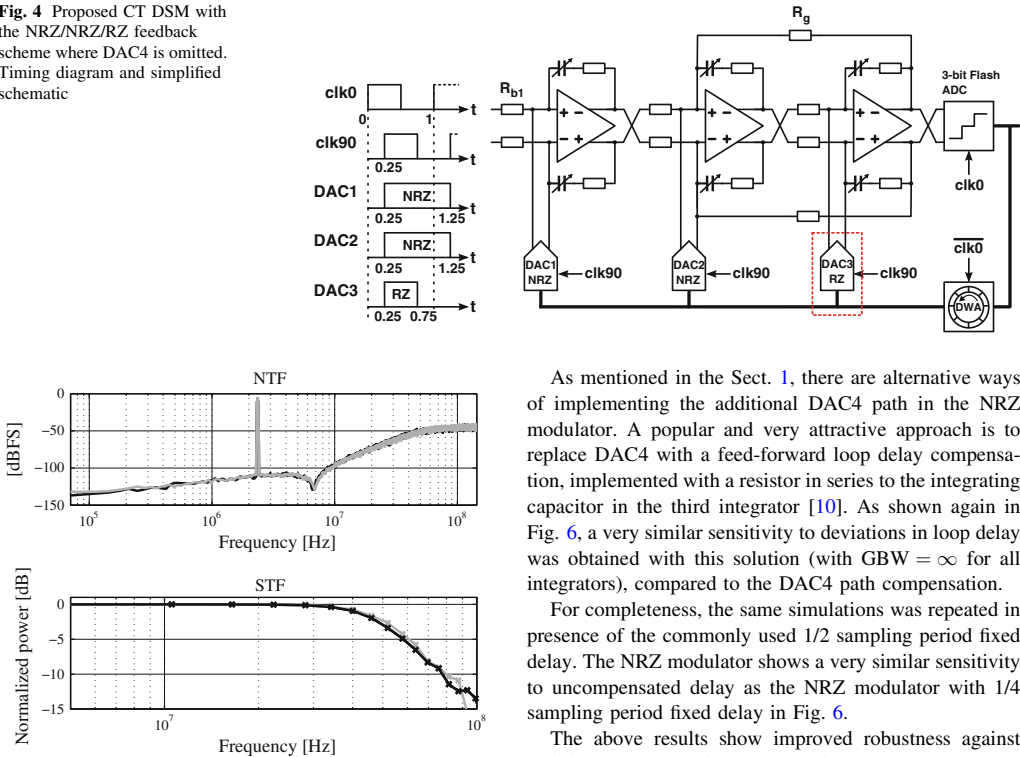 Fig. 4 Proposed CT DSM with
the NRZ/NRZ/RZ feedback
scheme where DAC4 is omitted.
Timing diagram and simplified
schematic
clk0
0
1
t
clk90
0.25
t
DAC1
NRZ
0.25
1.25
t
DAC2
NRZ
0.25
1.25
t
DAC3
RZ
0.25 0.75
t
Rg
Rb1
3-bit Flash
ADC
clk0
clk0
DAC1
NRZ
clk90
DAC2
NRZ
clk90
DAC3
RZ
clk90
DWA
NTF
[dBFS]
0
−50
−100
−150
10^5
10^6
10^7
10^8
Frequency [Hz]
STF
Normalized power [dB]
0
−5
−10
−15
10^7
10^8
Frequency [Hz]
As mentioned in the Sect. 1, there are alternative ways
of implementing the additional DAC4 path in the NRZ
modulator. A popular and very attractive approach is to
replace DAC4 with a feed-forward loop delay compensa-
tion, implemented with a resistor in series to the integrating
capacitor in the third integrator [10]. As shown again in
Fig. 6, a very similar sensitivity to deviations in loop delay
was obtained with this solution (with GBW = ∞ for all
integrators), compared to the DAC4 path compensation.
For completeness, the same simulations was repeated in
presence of the commonly used 1/2 sampling period fixed
delay. The NRZ modulator shows a very similar sensitivity
to uncompensated delay as the NRZ modulator with 1/4
sampling period fixed delay in Fig. 6.
The above results show improved robustness against